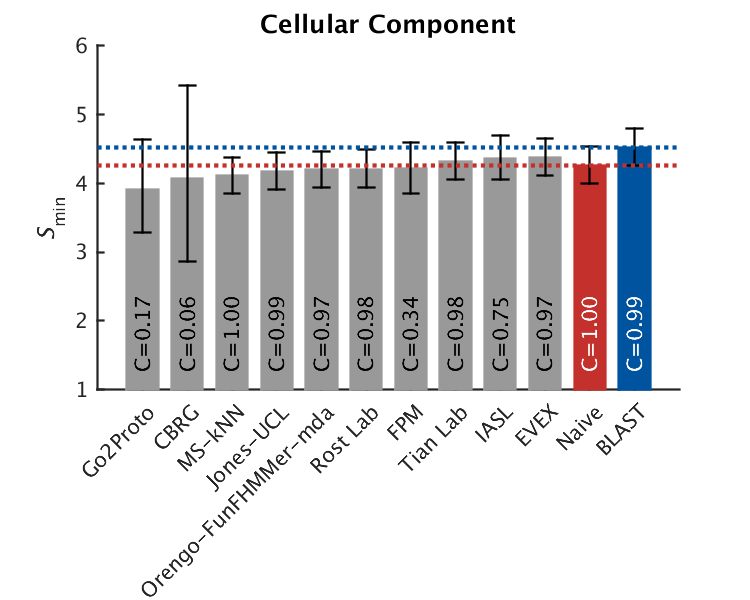 Cellular Component
6
5
4
3
2
1
Smin
C=0.17
C=0.06
C=1.00
C=0.99
C=0.97
C=0.98
C=0.34
C=0.98
C=0.75
C=0.97
C=1.00
C=0.99
Go2Proto
CBRG
MS-kNN
Jones-UCL
Orengo-FunFHMMer-mda
Rost Lab
FPM
Tian Lab
IASL
EVEX
Naive
BLAST